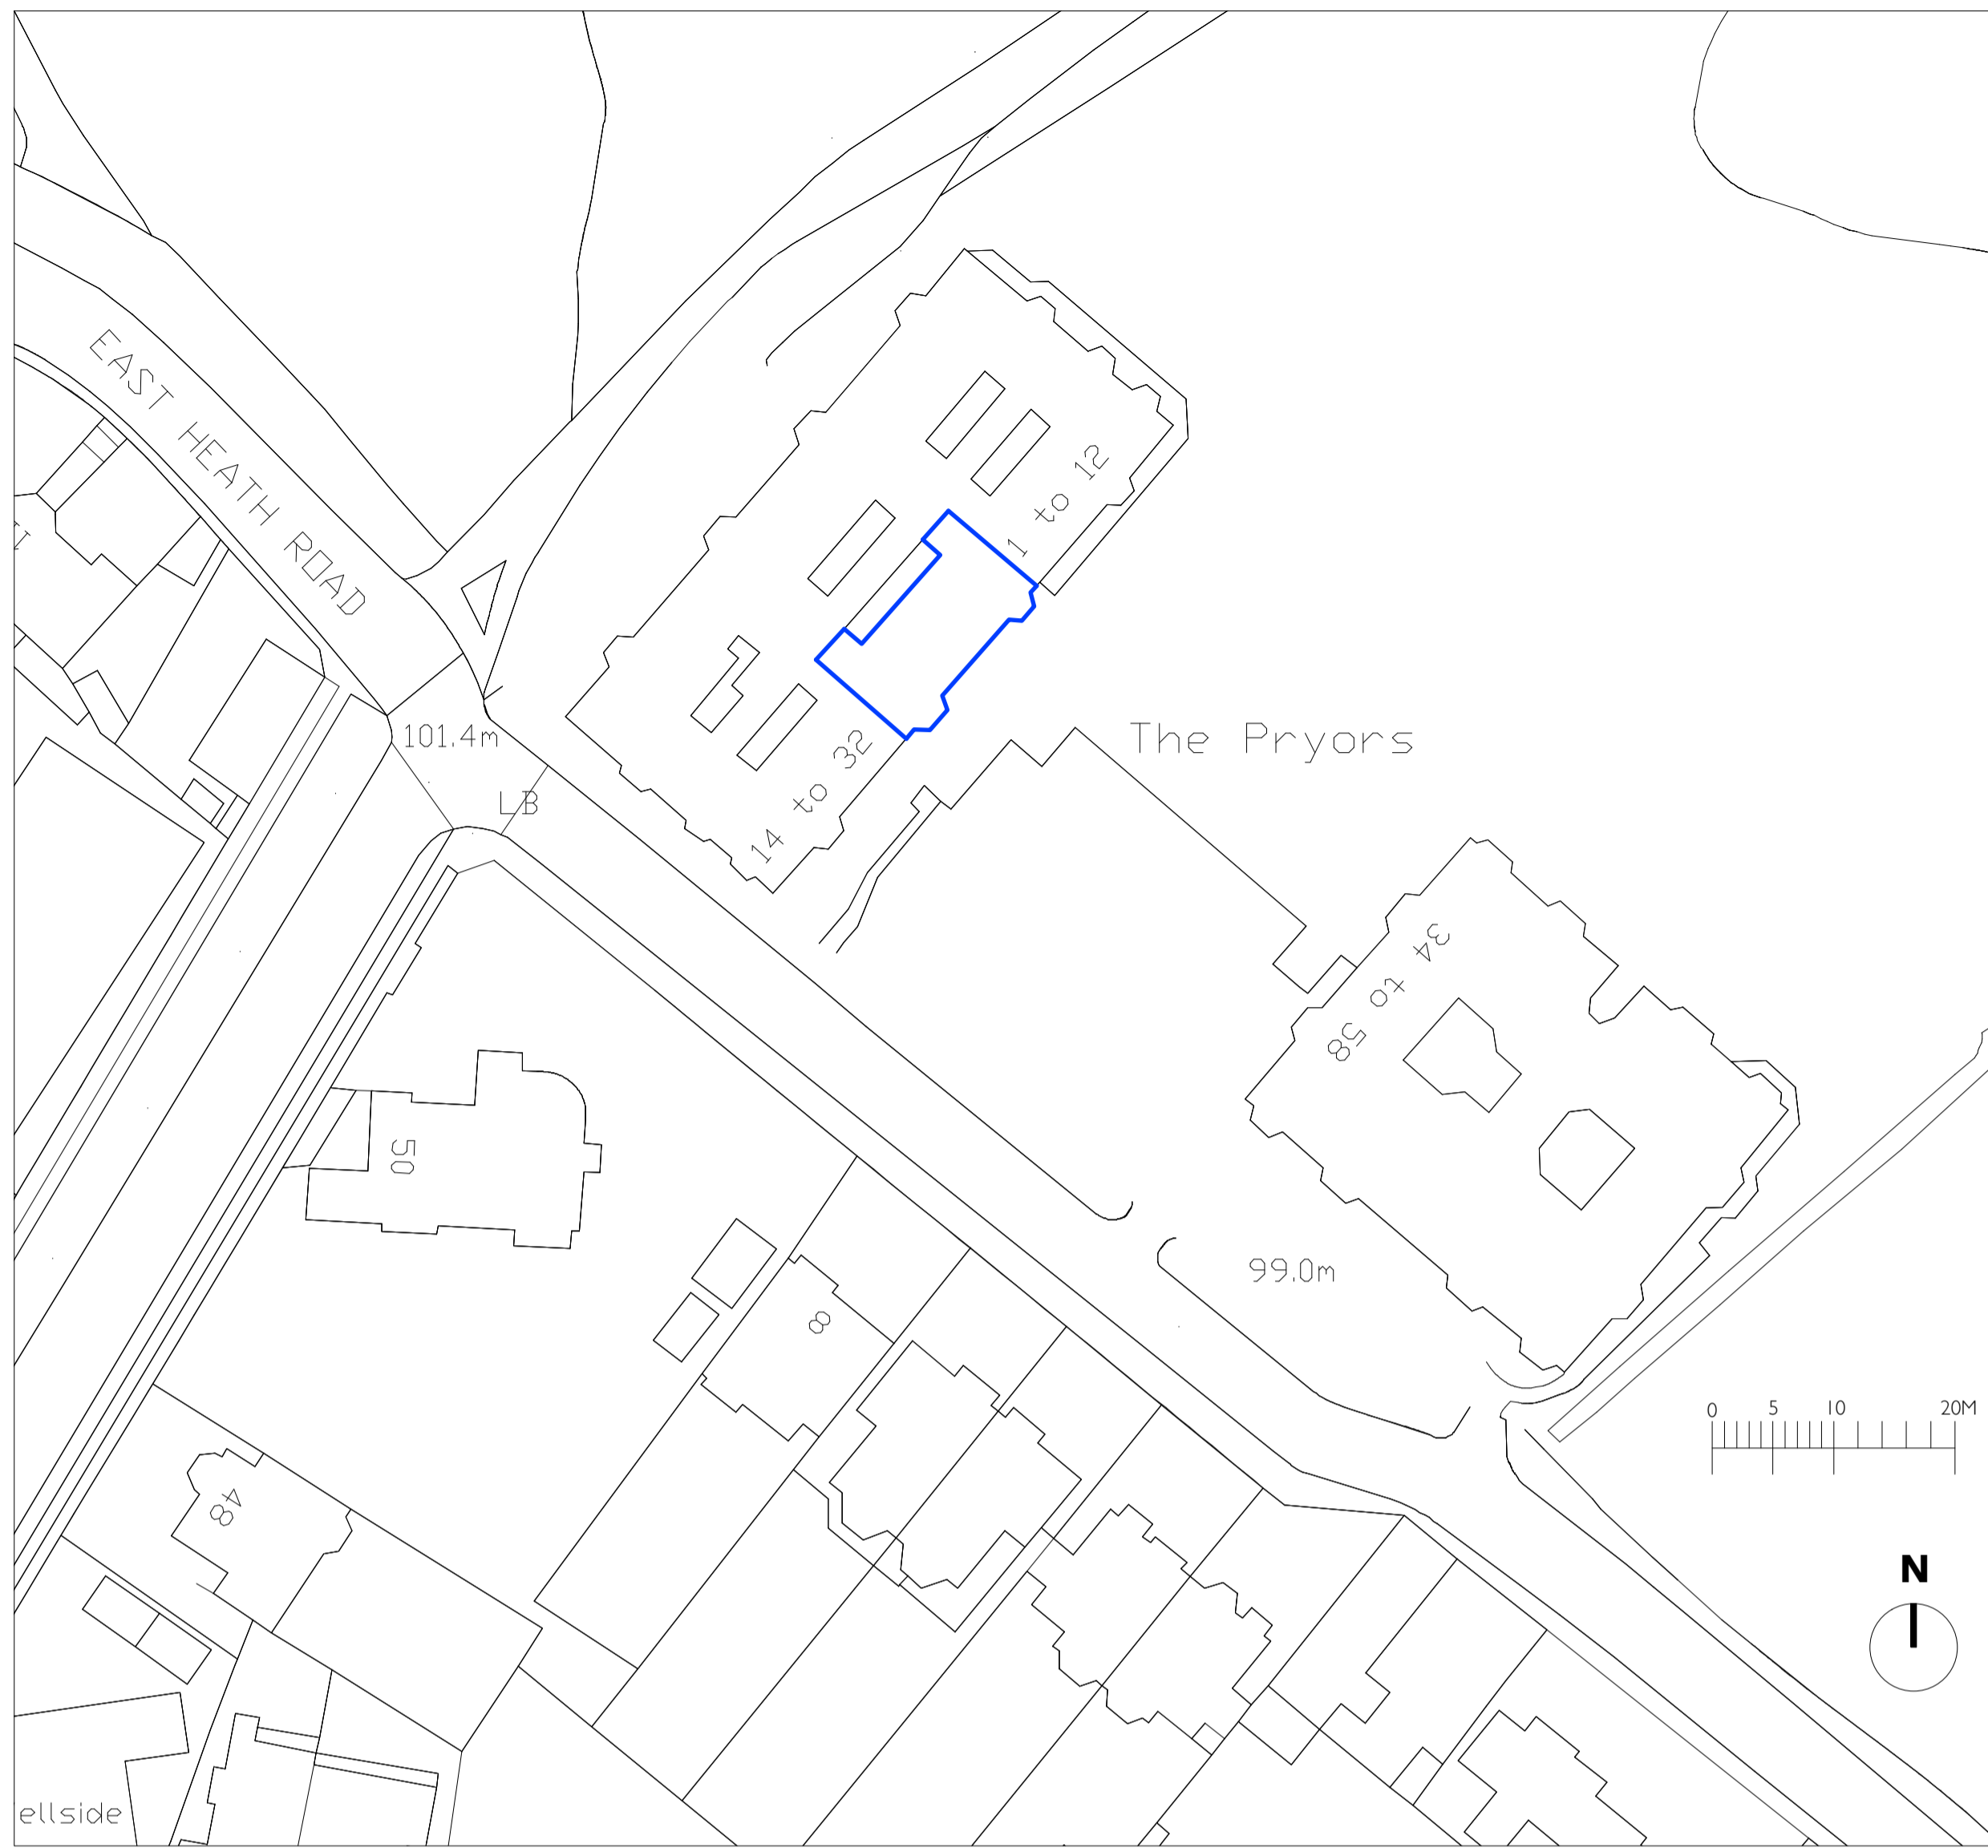 EAST HEATH ROAD
1 to 12
101.4m
The Pryors
LB
14 to 32
34 to 58
50
99.0m
8
0 5 10 20M
48
N
ellside